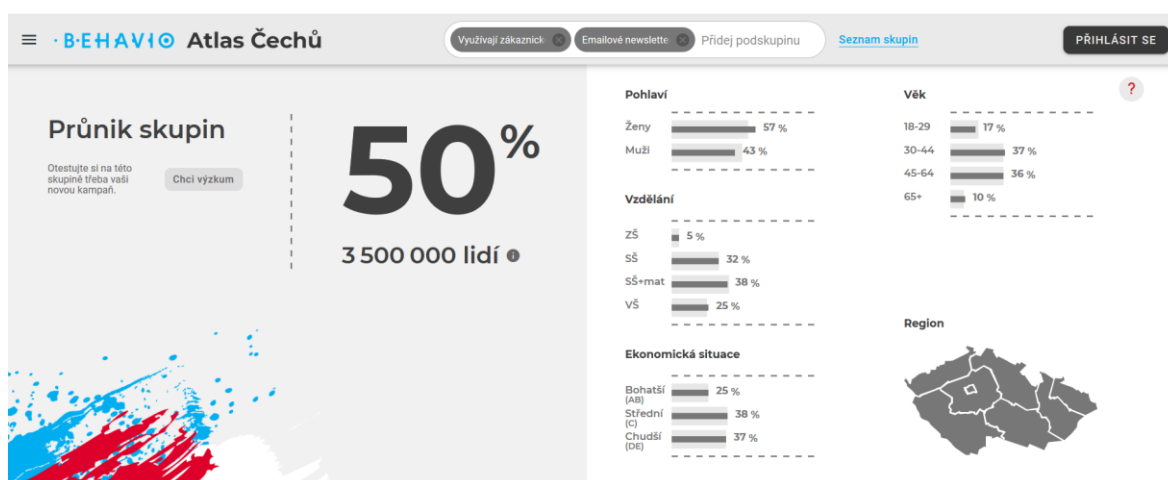 B·EHAVIO Atlas Čechů
Využívají zákaznick
Emailové newslette
Přidej podskupinu
Seznam skupin
PŘIHLÁSIT SE
Průnik skupin
Otestujte si na této
skupině třeba vaši
novou kampaň.
Chci výzkum
50%
3 500 000 lidí
Pohlaví
Ženy 57 %
Muži 43 %
Vzdělání
ZŠ 5 %
SŠ 32 %
SŠ+mat 38 %
VŠ 25 %
Ekonomická situace
Bohatší 25 %
(AB)
Střední 38 %
(C)
Chudší 37 %
(DE)
Věk
?
18-29 17 %
30-44 37 %
45-64 36 %
65+ 10 %
Region